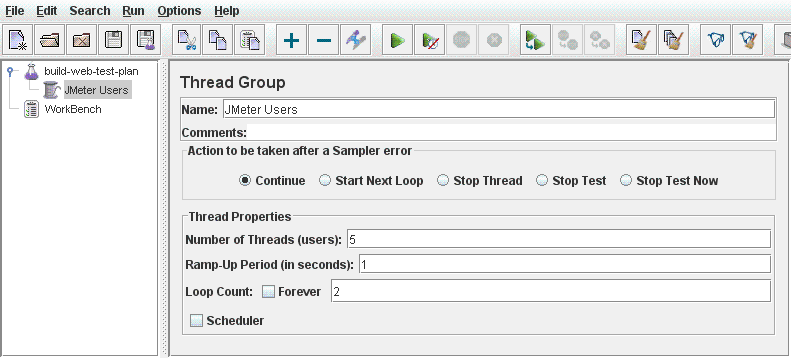 File Edit Search Run Options Help
build-web-test-plan
JMeter Users
WorkBench
Thread Group
Name: JMeter Users
Comments:
Action to be taken after a Sampler error
Continue Start Next Loop Stop Thread Stop Test Stop Test Now
Thread Properties
Number of Threads (users): 5
Ramp-Up Period (in seconds): 1
Loop Count: Forever 2
Scheduler